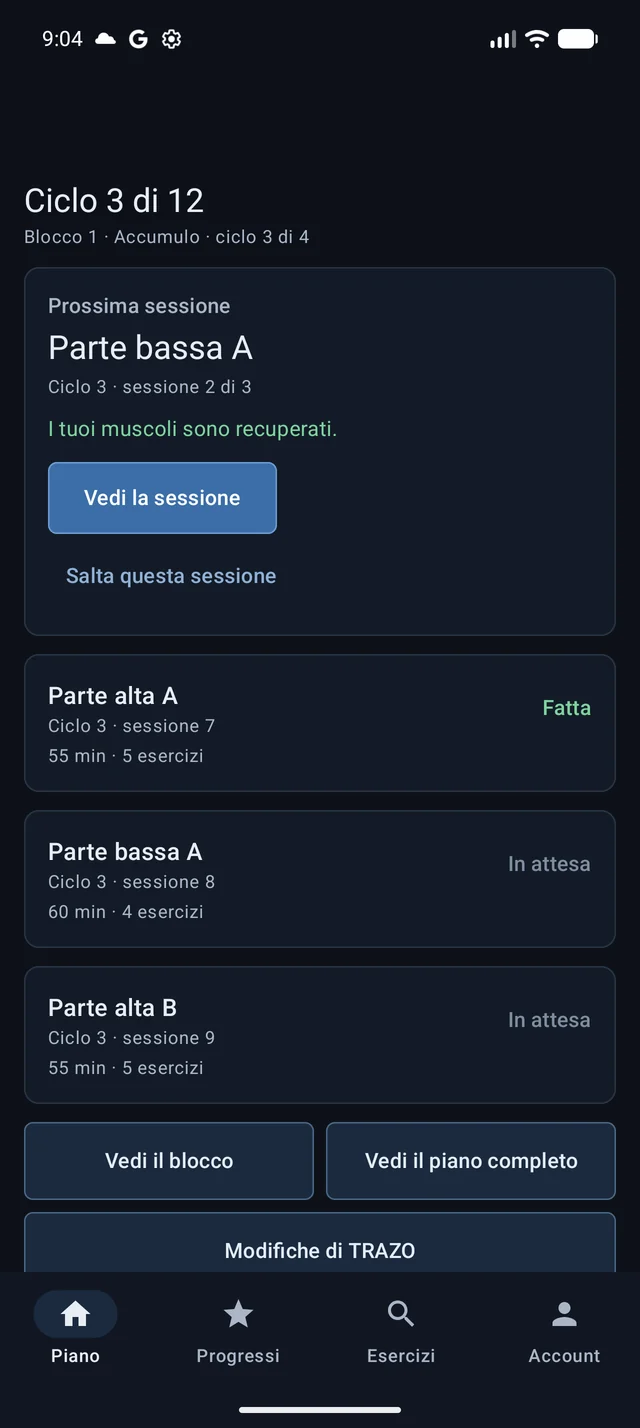 9:04
Ciclo 3 di 12
Blocco 1 · Accumulo · ciclo 3 di 4
Prossima sessione
Parte bassa A
Ciclo 3 · sessione 2 di 3
I tuoi muscoli sono recuperati.
Vedi la sessione
Salta questa sessione
Parte alta A
Fatta
Ciclo 3 · sessione 7
55 min · 5 esercizi
Parte bassa A
In attesa
Ciclo 3 · sessione 8
60 min · 4 esercizi
Parte alta B
In attesa
Ciclo 3 · sessione 9
55 min · 5 esercizi
Vedi il blocco
Vedi il piano completo
Modifiche di TRAZO
Piano
Progressi
Esercizi
Account